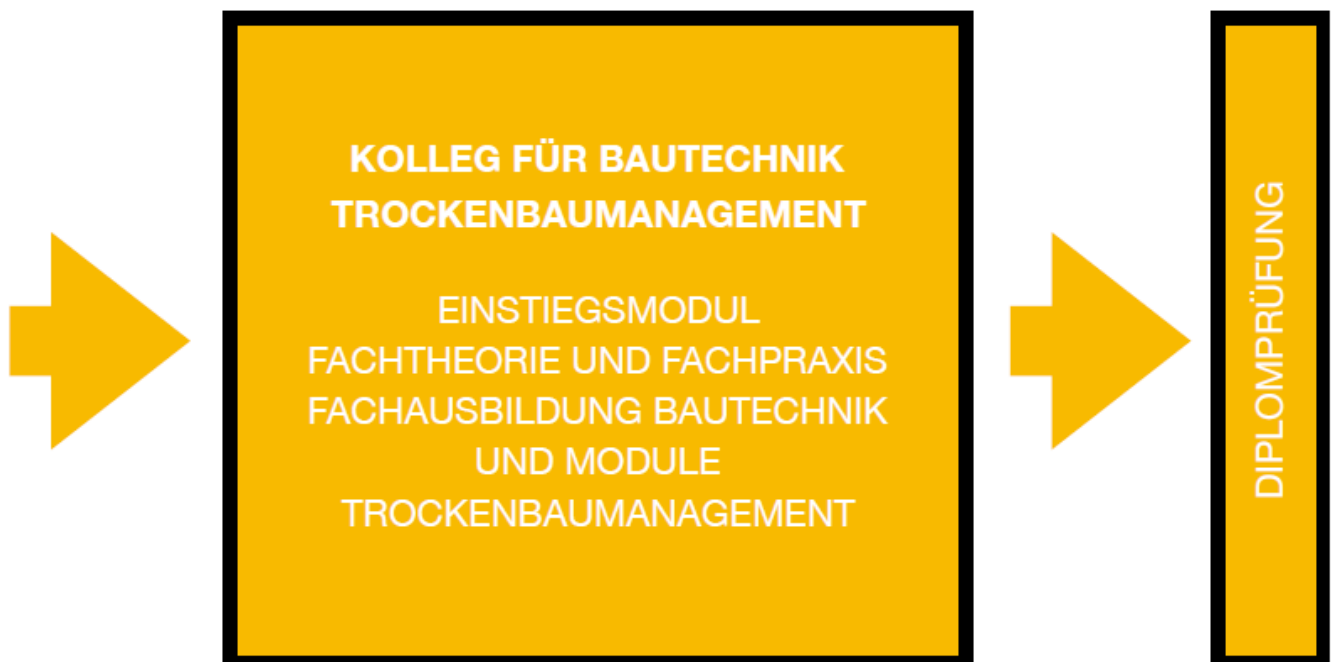 KOLLEG FÜR BAUTECHNIK
TROCKENBAUMANAGEMENT
EINSTIEGSMODUL
FACHTHEORIE UND FACHPRAXIS
FACHAUSBILDUNG BAUTECHNIK
UND MODULE
TROCKENBAUMANAGEMENT
DIPLOMPRÜFUNG